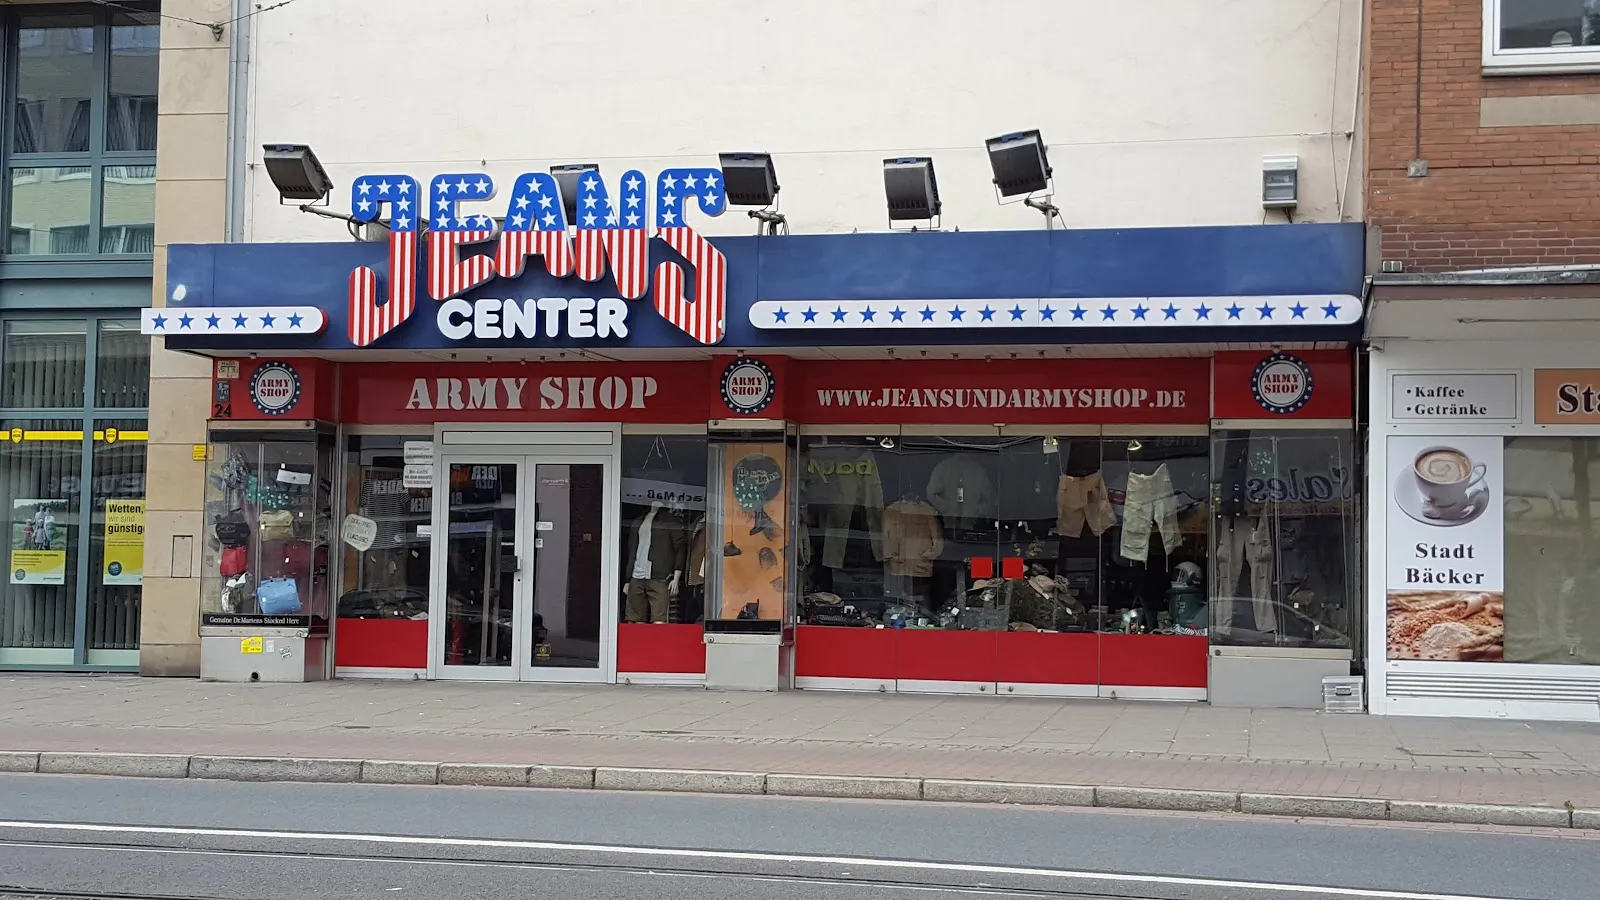 JEANS
CENTER
ARMY SHOP
WWW.JEANSUNDARMYSHOP.DE
ARMY
SHOP
ARMY
SHOP
ARMY
SHOP
24
Genuine Dr.Martens Stocked Here
Wetten,
wir sind
günstig
• Kaffee
• Getränke
Sta
Stadt
Bäcker